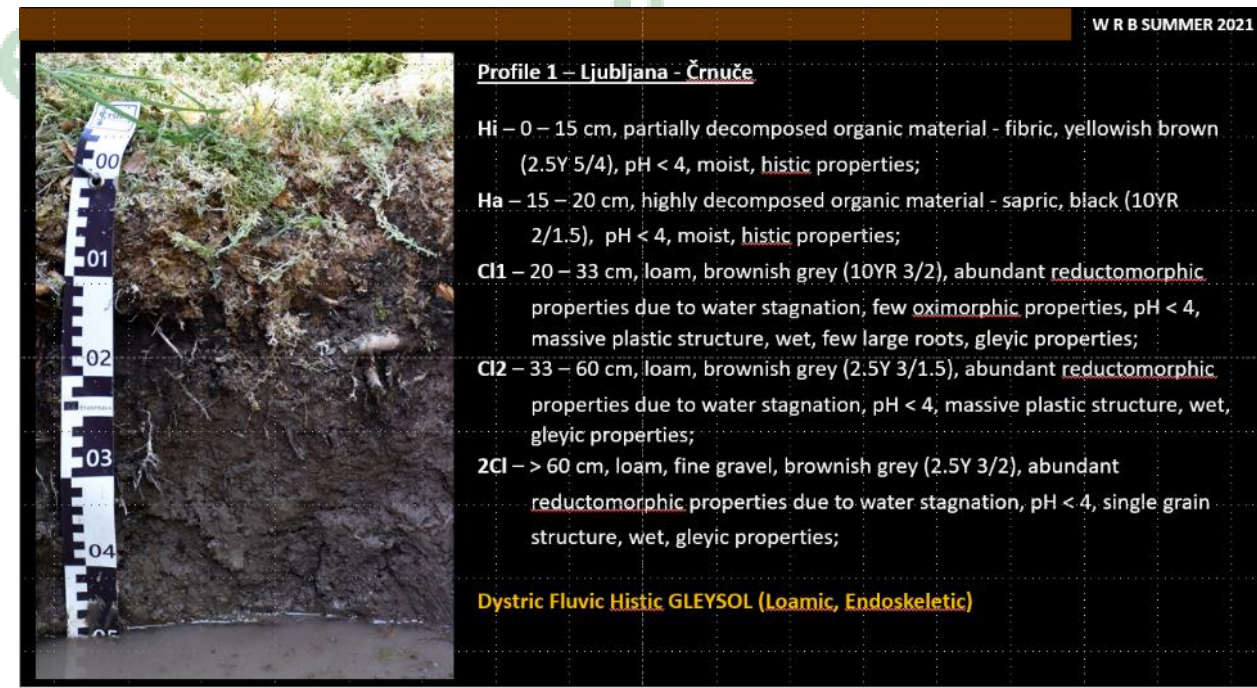 W R B SUMMER 2021
Profile 1 – Ljubljana - Črnuče
Hi – 0 – 15 cm, partially decomposed organic material - fibric, yellowish brown
(2.5Y 5/4), pH < 4, moist, histic properties;
Ha – 15 – 20 cm, highly decomposed organic material - sapric, black (10YR
2/1.5), pH < 4, moist, histic properties;
Cl1 – 20 – 33 cm, loam, brownish grey (10YR 3/2), abundant reductomorphic
properties due to water stagnation, few oximorphic properties, pH < 4,
massive plastic structure, wet, few large roots, gleyic properties;
Cl2 – 33 – 60 cm, loam, brownish grey (2.5Y 3/1.5), abundant reductomorphic
properties due to water stagnation, pH < 4, massive plastic structure, wet,
gleyic properties;
2Cl – > 60 cm, loam, fine gravel, brownish grey (2.5Y 3/2), abundant
reductomorphic properties due to water stagnation, pH < 4, single grain
structure, wet, gleyic properties;
Dystric Fluvic Histic GLEYSOL (Loamic, Endoskeletic)
00
01
02
03
04
05